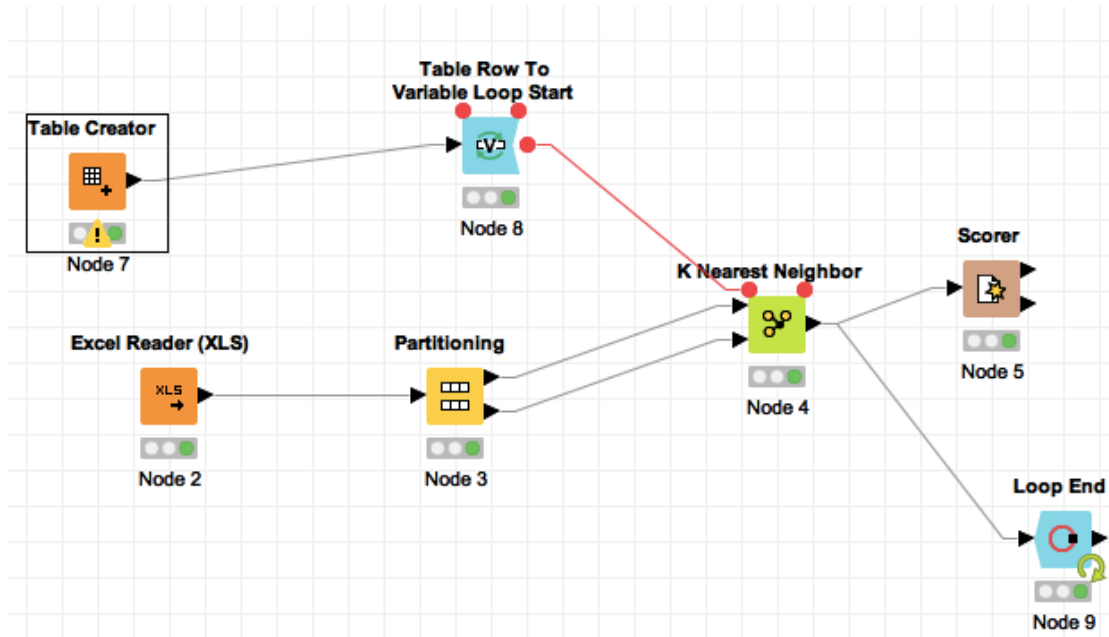 Table Row To
Variable Loop Start
Table Creator
V
!
Node 8
Scorer
Node 7
K Nearest Neighbor
Excel Reader (XLS)
Partitioning
XLS
Node 5
Node 4
Node 2
Node 3
Loop End
Node 9